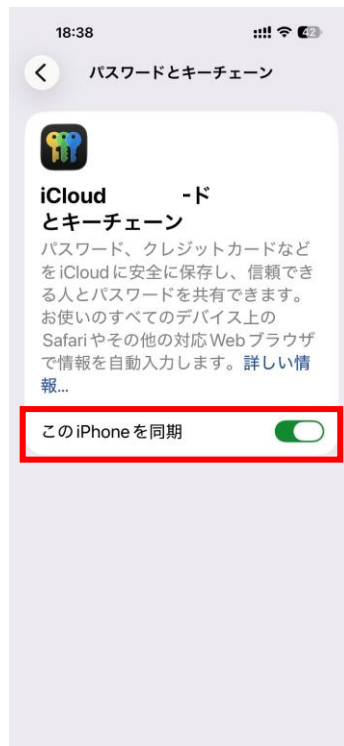 18:38
42
パスワードとキーチェーン
iCloud -ド
とキーチェーン
パスワード、クレジットカードなど
をiCloudに安全に保存し、信頼でき
る人とパスワードを共有できます。
お使いのすべてのデバイス上の
Safariやその他の対応Webブラウザ
で情報を自動入力します。詳しい情
報...
このiPhoneを同期